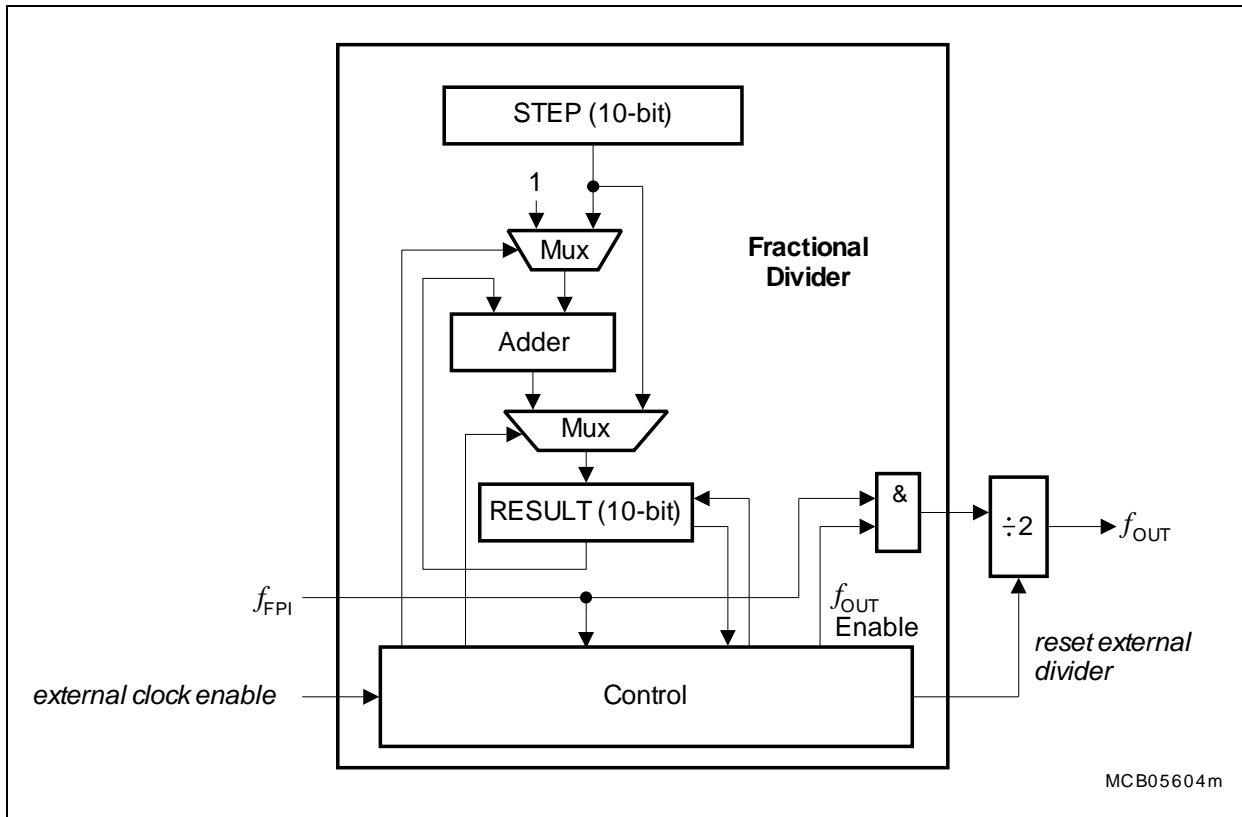 STEP (10-bit)
1
Mux
Fractional
Divider
Adder
Mux
RESULT (10-bit)
&
÷2
fOUT
fFPI
fOUT
Enable
reset external
divider
external clock enable
Control
MCB05604m